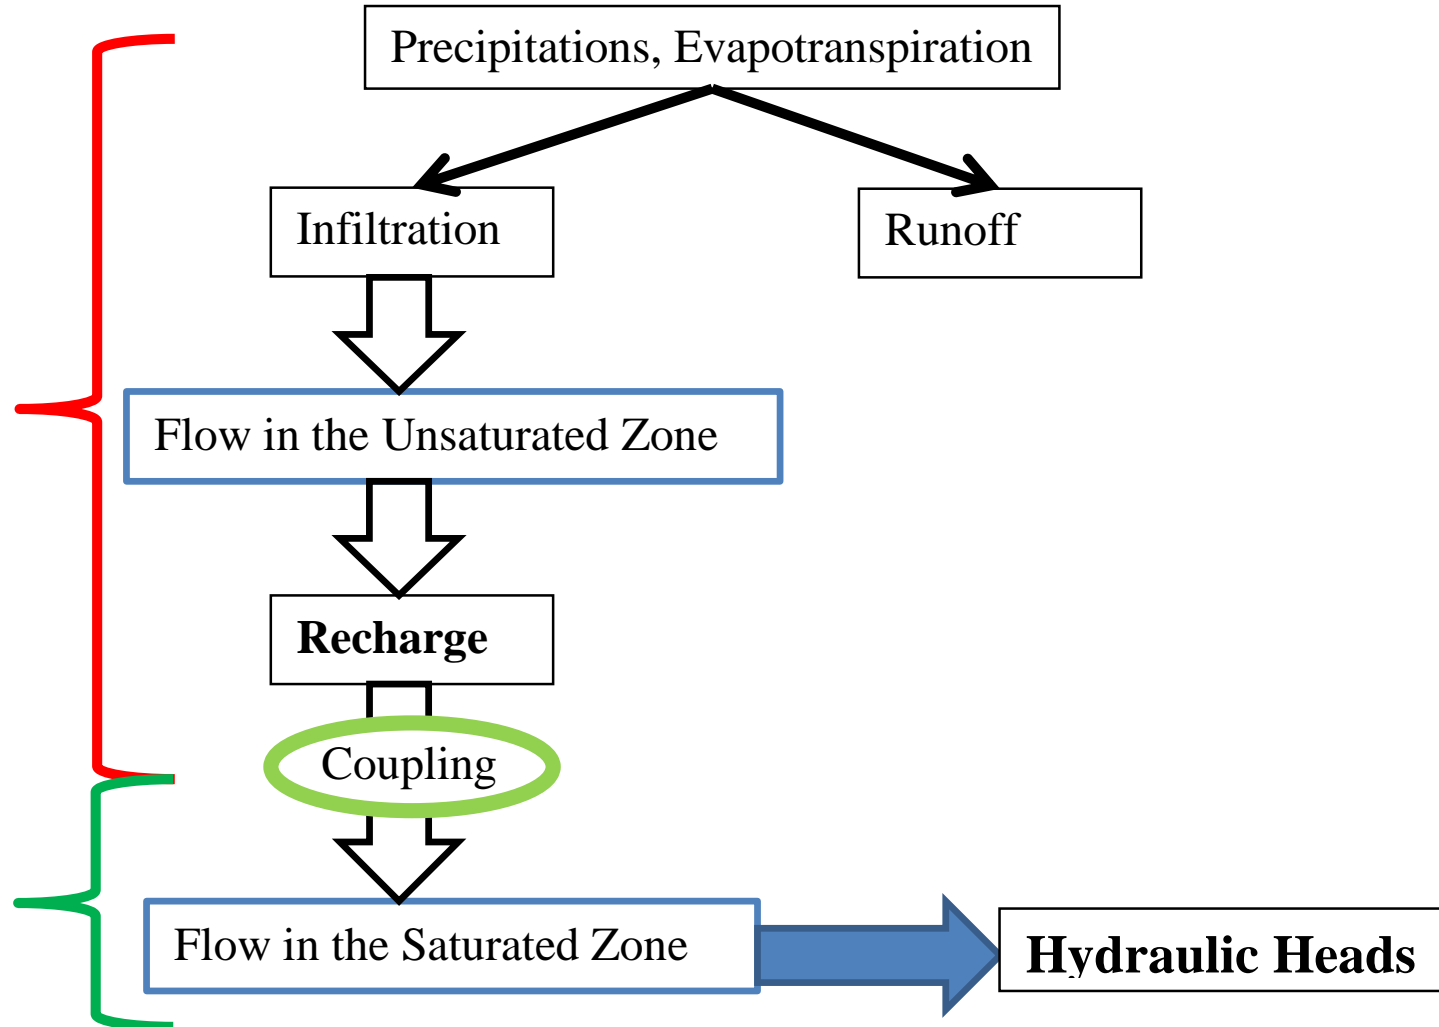 Precipitations, Evapotranspiration
Infiltration
Runoff
Flow in the Unsaturated Zone
Recharge
Coupling
Flow in the Saturated Zone
Hydraulic Heads